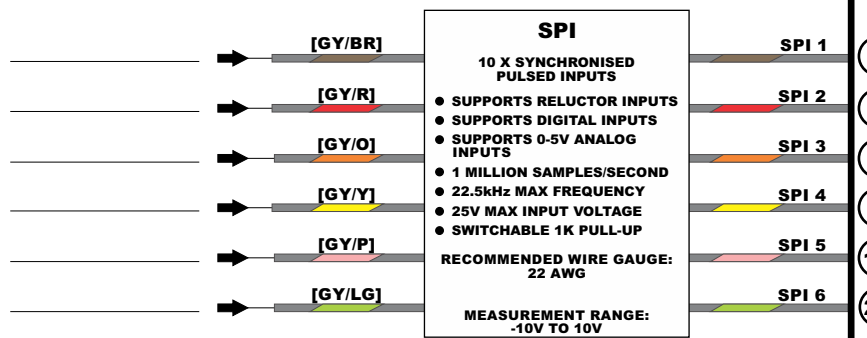 [GY/BR]
[GY/R]
[GY/O]
[GY/Y]
[GY/P]
[GY/LG]
SPI
10 X SYNCHRONISED
PULSED INPUTS
● SUPPORTS RELUCTOR INPUTS
● SUPPORTS DIGITAL INPUTS
● SUPPORTS 0-5V ANALOG
INPUTS
● 1 MILLION SAMPLES/SECOND
● 22.5kHz MAX FREQUENCY
● 25V MAX INPUT VOLTAGE
● SWITCHABLE 1K PULL-UP
RECOMMENDED WIRE GAUGE:
22 AWG
MEASUREMENT RANGE:
-10V TO 10V
SPI 1
SPI 2
SPI 3
SPI 4
SPI 5
SPI 6